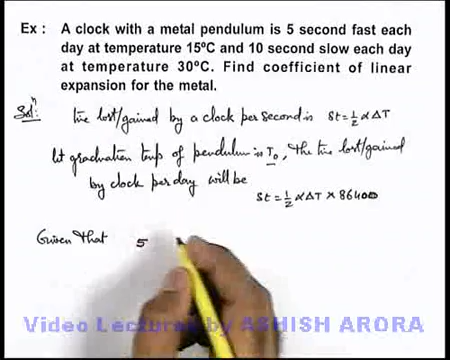 Ex : A clock with a metal pendulum is 5 second fast each
day at temperature 15ºC and 10 second slow each day
at temperature 30ºC. Find coefficient of linear
expansion for the metal.
Solⁿ: time lost/gained by a clock per second is δt = ½ α ΔT
let graduation temp of pendulum is T₀, the time lost/gained
by clock per day will be
δt = ½ α ΔT × 86400
Given that 5
Video Lectures by ASHISH ARORA